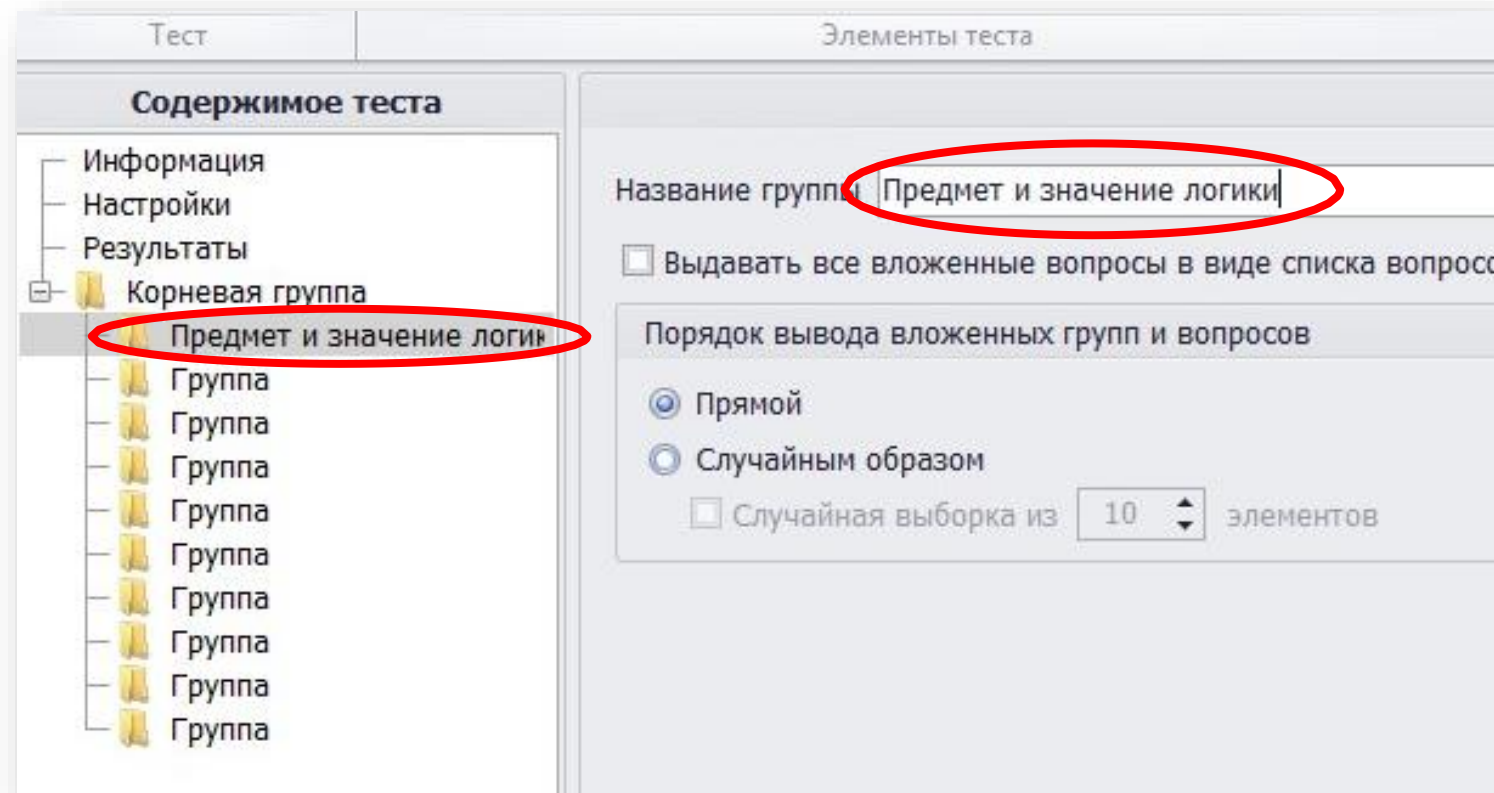 Тест
Элементы теста
Содержимое теста
Информация
Настройки
Результаты
Корневая группа
Предмет и значение логик
Группа
Группа
Группа
Группа
Группа
Группа
Группа
Группа
Группа
Название группы Предмет и значение логики
Выдавать все вложенные вопросы в виде списка вопросо
Порядок вывода вложенных групп и вопросов
Прямой
Случайным образом
Случайная выборка из 10 элементов